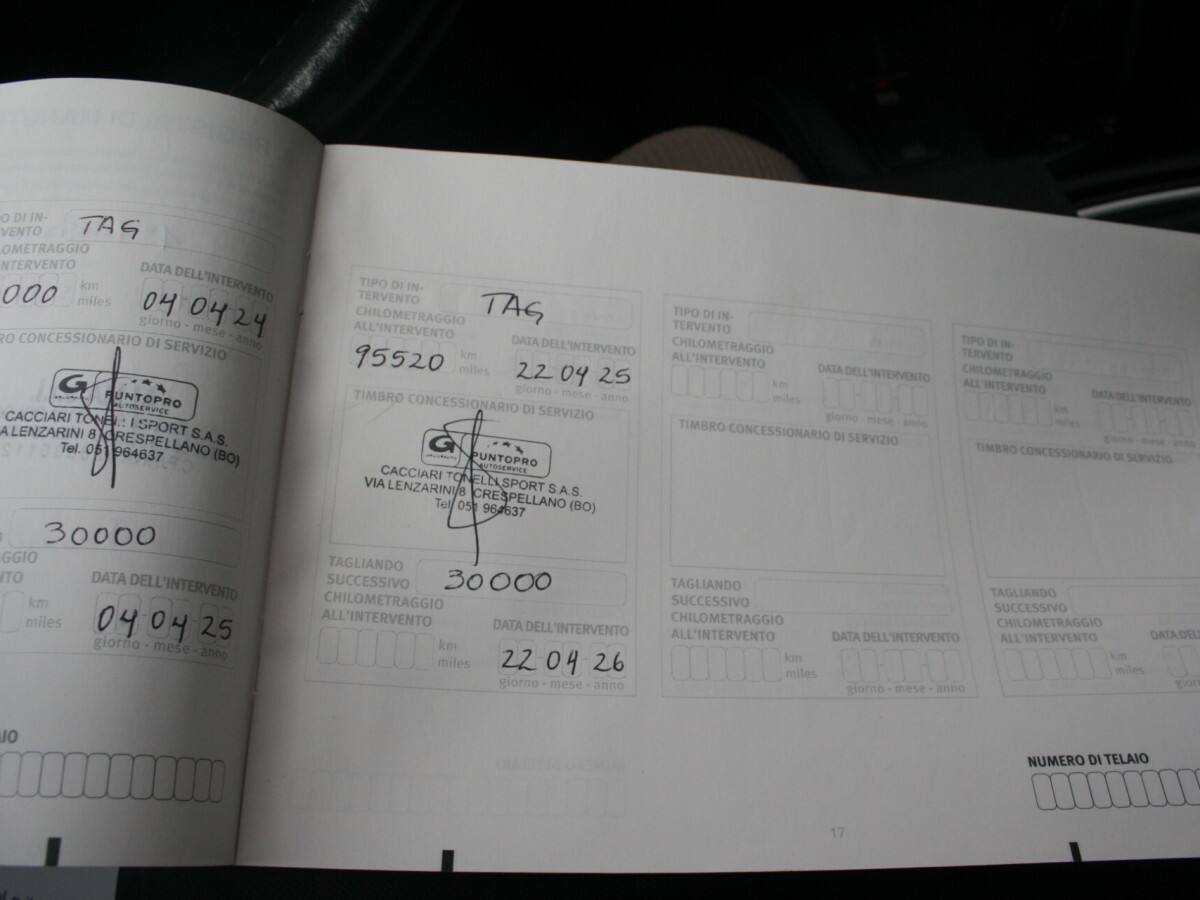 TAG
VENTO
INTERVENTO
DATA DELL'INTERVENTO
000 km miles 04 04 24
giorno - mese - anno
CONCESSIONARIO DI SERVIZIO
G PUNTOPRO
AUTOSERVICE
CACCIARI TONELLI SPORT S.A.S.
VIA LENZARINI 8 CRESPELLANO (BO)
Tel. 051 964637
30000
DATA DELL'INTERVENTO
km
miles
04 04 25
giorno - mese - anno
TIPO DI IN-
TERVENTO
TAG
CHILOMETRAGGIO
ALL'INTERVENTO
DATA DELL'INTERVENTO
95520 km miles 22 04 25
giorno - mese - anno
TIMBRO CONCESSIONARIO DI SERVIZIO
G PUNTOPRO
AUTOSERVICE
CACCIARI TONELLI SPORT S.A.S.
VIA LENZARINI 8 CRESPELLANO (BO)
Tel. 051 964637
TAGLIANDO
SUCCESSIVO 30000
CHILOMETRAGGIO
ALL'INTERVENTO
DATA DELL'INTERVENTO
km
miles
22 04 26
giorno - mese - anno
TIPO DI IN-
TERVENTO
CHILOMETRAGGIO
ALL'INTERVENTO
DATA DELL'INTERVENTO
km
miles
giorno - mese - anno
TIMBRO CONCESSIONARIO DI SERVIZIO
TAGLIANDO
SUCCESSIVO
CHILOMETRAGGIO
ALL'INTERVENTO
DATA DELL'INTERVENTO
km
miles
giorno - mese - anno
TIPO DI IN-
TERVENTO
CHILOMETRAGGIO
ALL'INTERVENTO
DATA DELL'INTERVENTO
km
miles
giorno - mese - anno
TIMBRO CONCESSIONARIO DI SERVIZIO
TAGLIANDO
SUCCESSIVO
CHILOMETRAGGIO
ALL'INTERVENTO
km
miles
giorno
NUMERO DI TELAIO
17